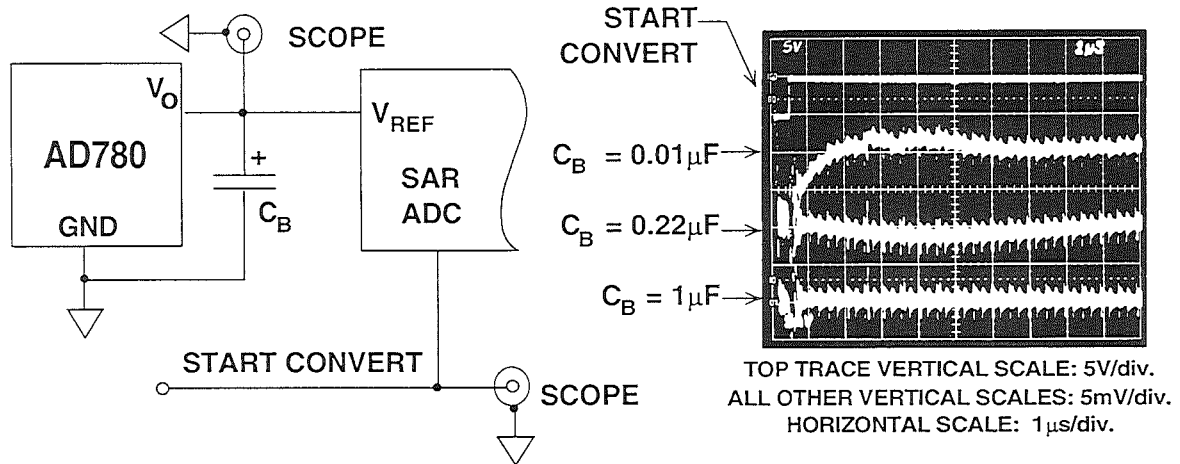 SCOPE
V_O
AD780
GND
+
C_B
V_REF
SAR
ADC
START CONVERT
SCOPE
START
CONVERT
5V
1µS
C_B = 0.01µF
C_B = 0.22µF
C_B = 1µF
TOP TRACE VERTICAL SCALE: 5V/div.
ALL OTHER VERTICAL SCALES: 5mV/div.
HORIZONTAL SCALE: 1µs/div.